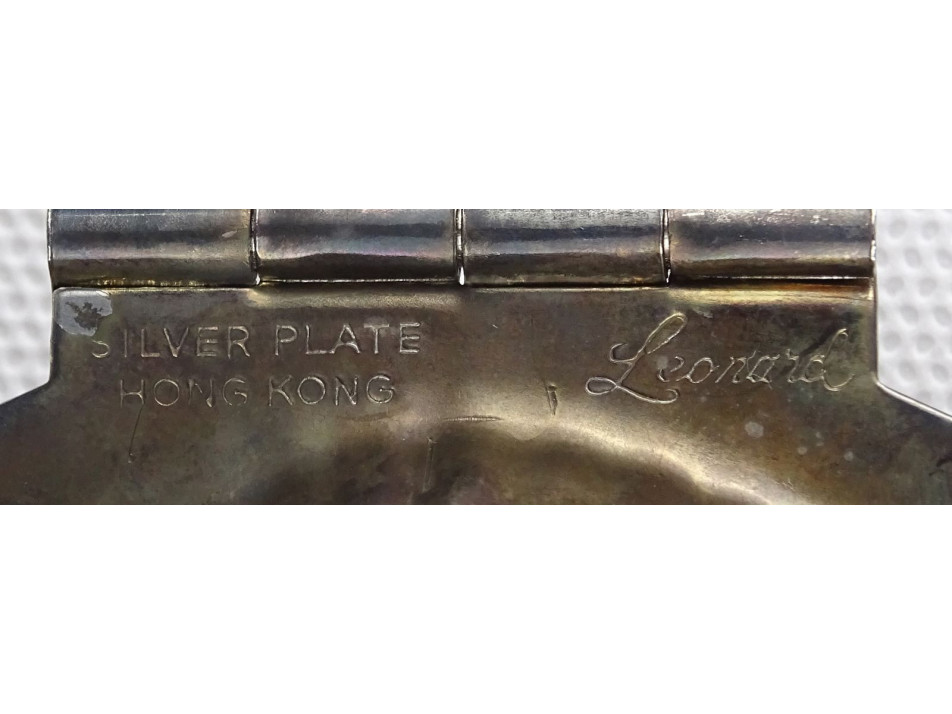 SILVER PLATE
HONG KONG
Leonard